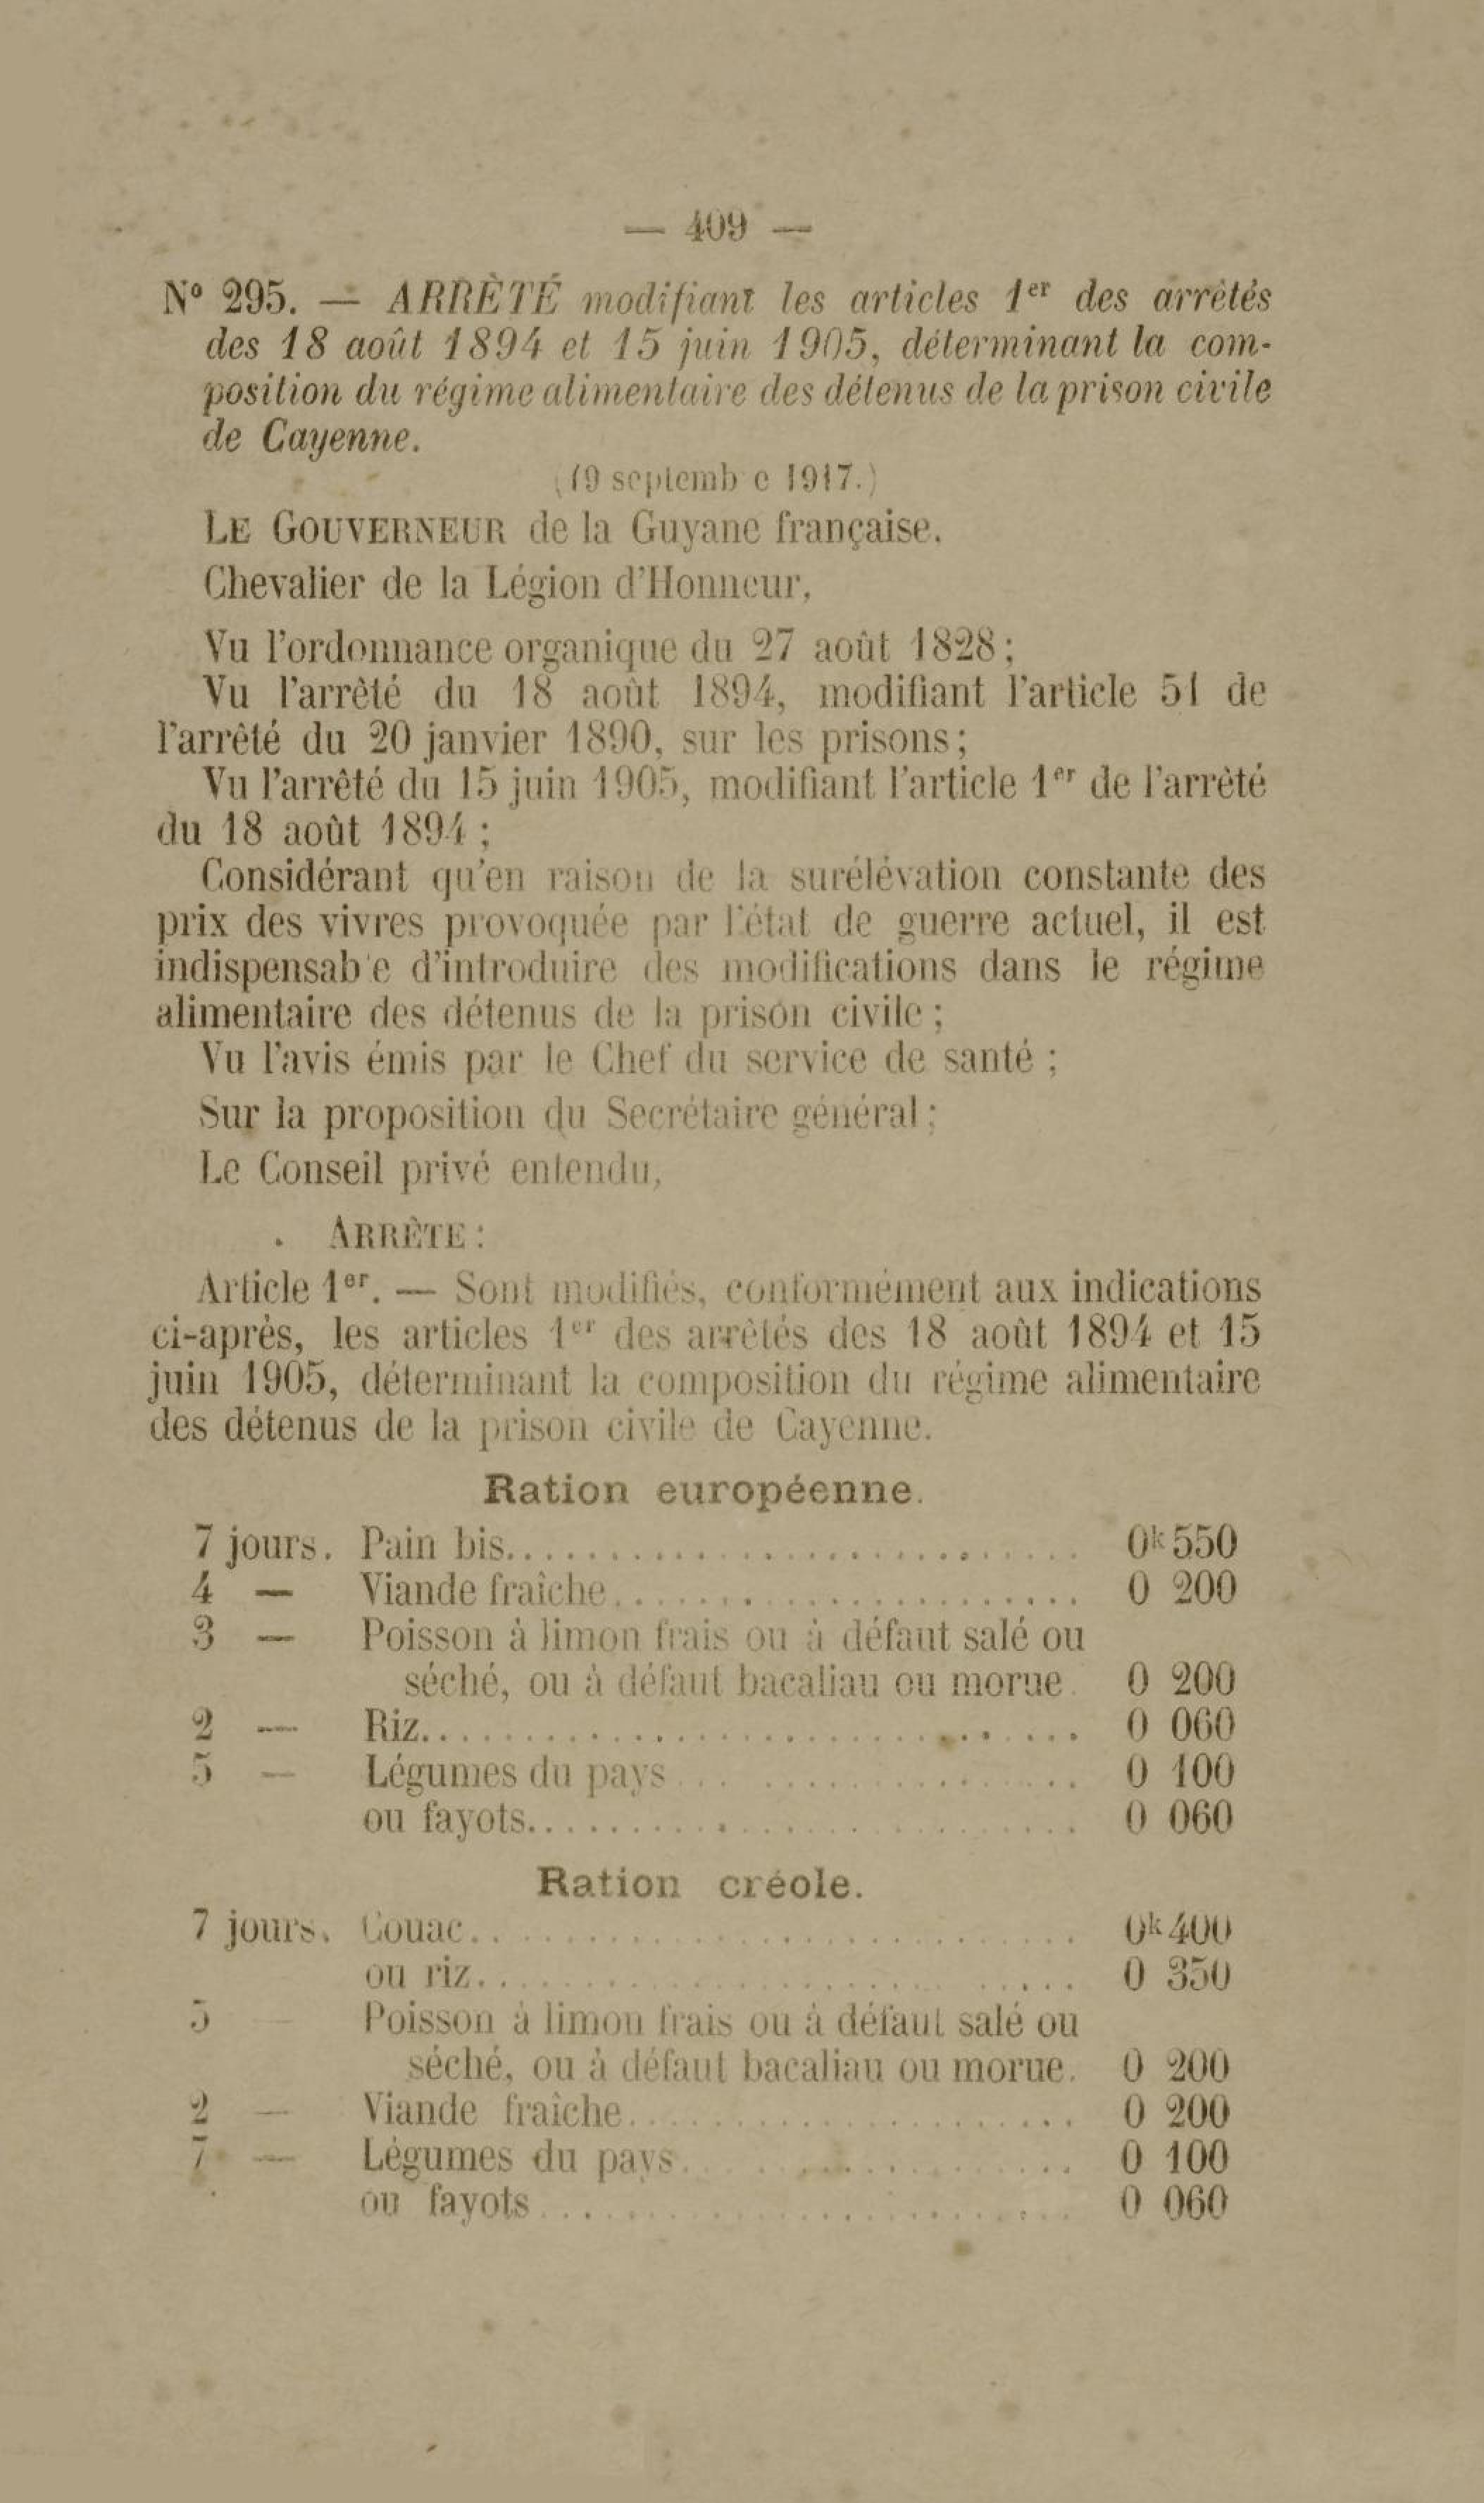 — 409 —
N° 295. — ARRÊTÉ modifiant les articles 1er des arrêtés
des 18 août 1894 et 15 juin 1905, déterminant la com-
position du régime alimentaire des détenus de la prison civile
de Cayenne.
(19 septemb e 1917.)
LE GOUVERNEUR de la Guyane française,
Chevalier de la Légion d'Honneur,
Vu l'ordonnance organique du 27 août 1828;
Vu l'arrêté du 18 août 1894, modifiant l'article 51 de
l'arrêté du 20 janvier 1890, sur les prisons;
Vu l'arrêté du 15 juin 1905, modifiant l'article 1er de l'arrêté
du 18 août 1894;
Considérant qu'en raison de la surélévation constante des
prix des vivres provoquée par l'état de guerre actuel, il est
indispensab'e d'introduire des modifications dans le régime
alimentaire des détenus de la prison civile;
Vu l'avis émis par le Chef du service de santé;
Sur la proposition du Secrétaire général;
Le Conseil privé entendu,
ARRÊTE:
Article 1er. — Sont modifiés, conformément aux indications
ci-après, les articles 1er des arrêtés des 18 août 1894 et 15
juin 1905, déterminant la composition du régime alimentaire
des détenus de la prison civile de Cayenne.
Ration européenne.
7 jours. Pain bis.......................... 0k550
4 — Viande fraîche...................... 0 200
3 — Poisson à limon frais ou à défaut salé ou
séché, ou à défaut bacaliau ou morue. 0 200
2 — Riz.............................. 0 060
5 — Légumes du pays................... 0 100
ou fayots.......................... 0 060
Ration créole.
7 jours. Couac............................ 0k400
ou riz............................ 0 350
5 — Poisson à limon frais ou à défaut salé ou
séché, ou à défaut bacaliau ou morue. 0 200
2 — Viande fraîche...................... 0 200
7 — Légumes du pays................... 0 100
ou fayots.......................... 0 060